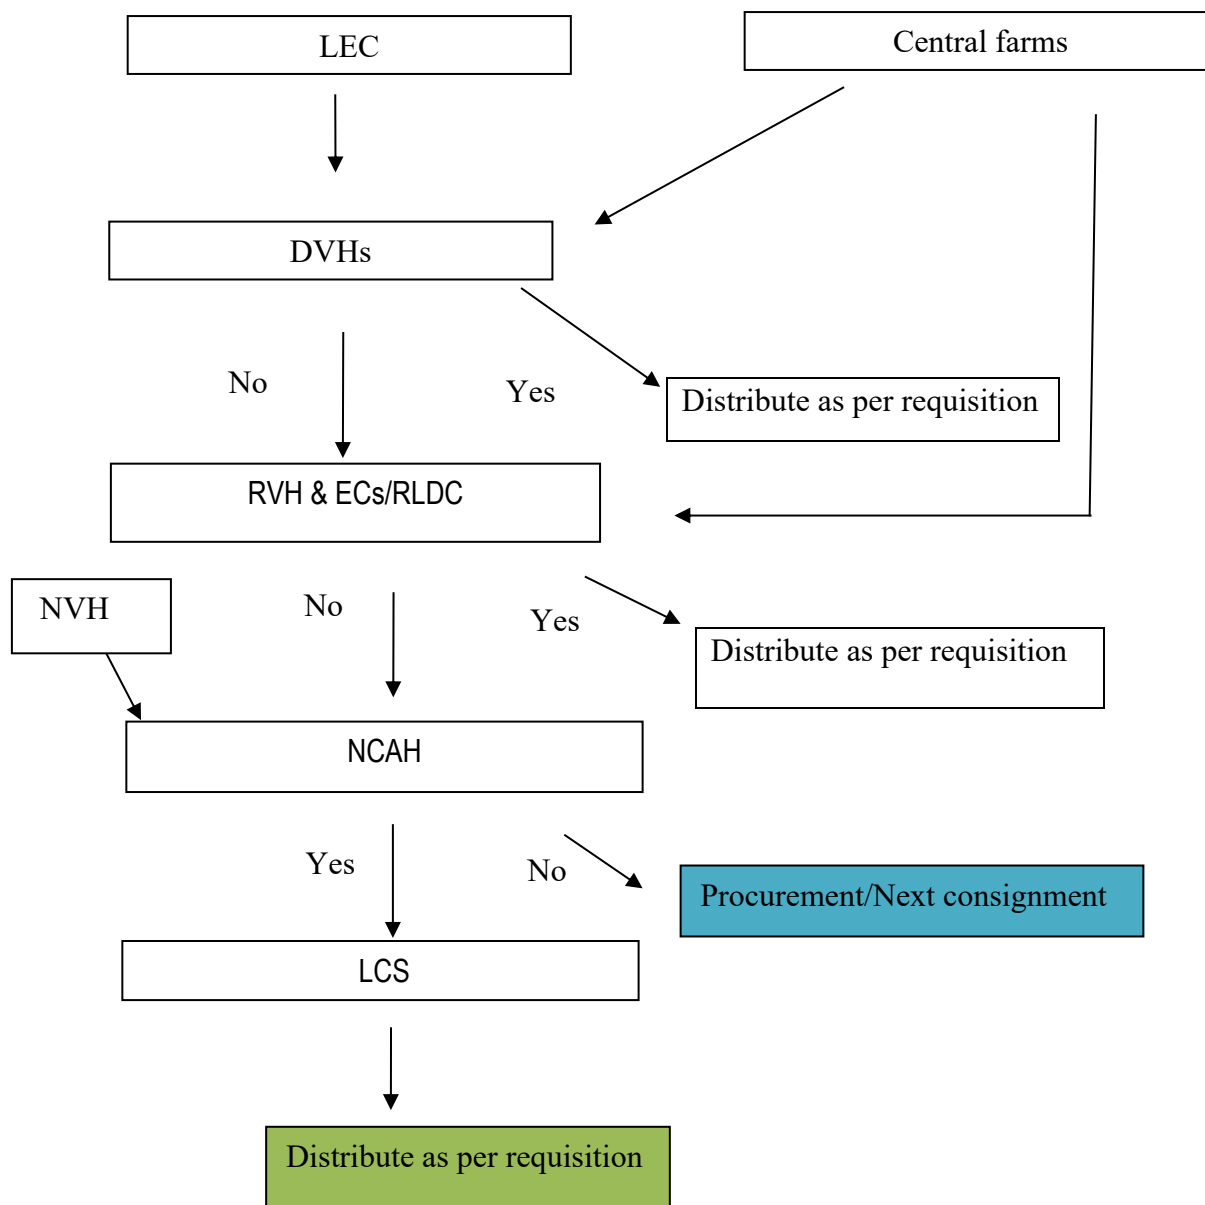 LEC
Central farms
DVHs
No
Yes
Distribute as per requisition
RVH & ECs/RLDC
NVH
No
Yes
Distribute as per requisition
NCAH
Yes
No
Procurement/Next consignment
LCS
Distribute as per requisition